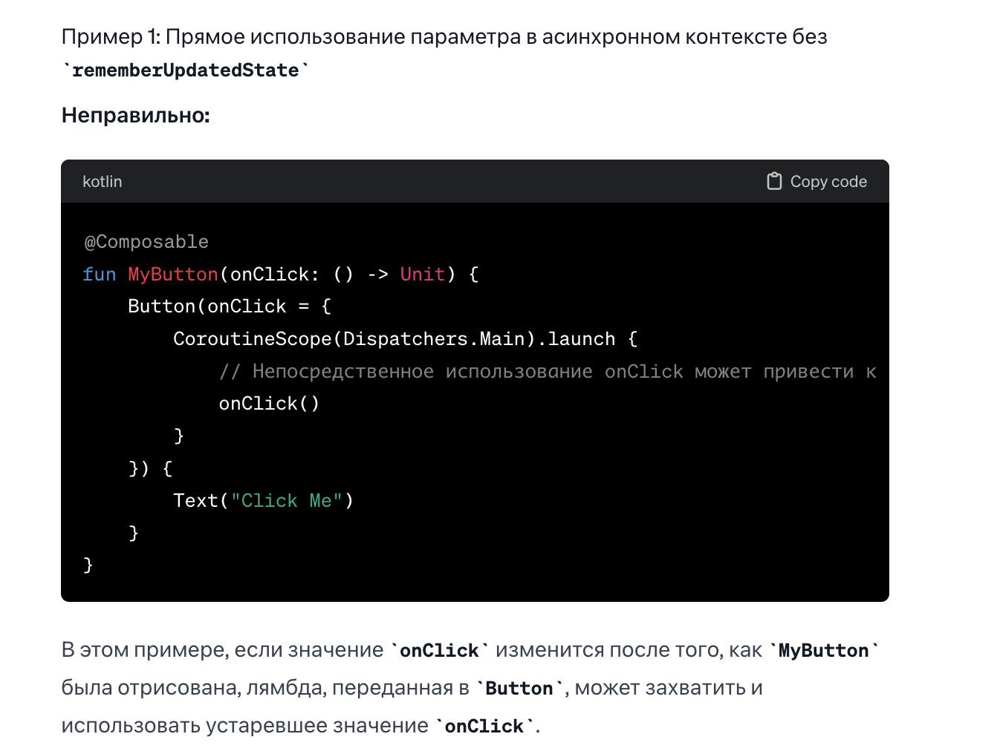 Пример 1: Прямое использование параметра в асинхронном контексте без
`rememberUpdatedState`
Неправильно:
kotlin
Copy code
@Composable
fun MyButton(onClick: () -> Unit) {
    Button(onClick = {
        CoroutineScope(Dispatchers.Main).launch {
            // Непосредственное использование onClick может привести к
            onClick()
        }
    }) {
        Text("Click Me")
    }
}
В этом примере, если значение `onClick` изменится после того, как `MyButton`
была отрисована, лямбда, переданная в `Button`, может захватить и
использовать устаревшее значение `onClick`.